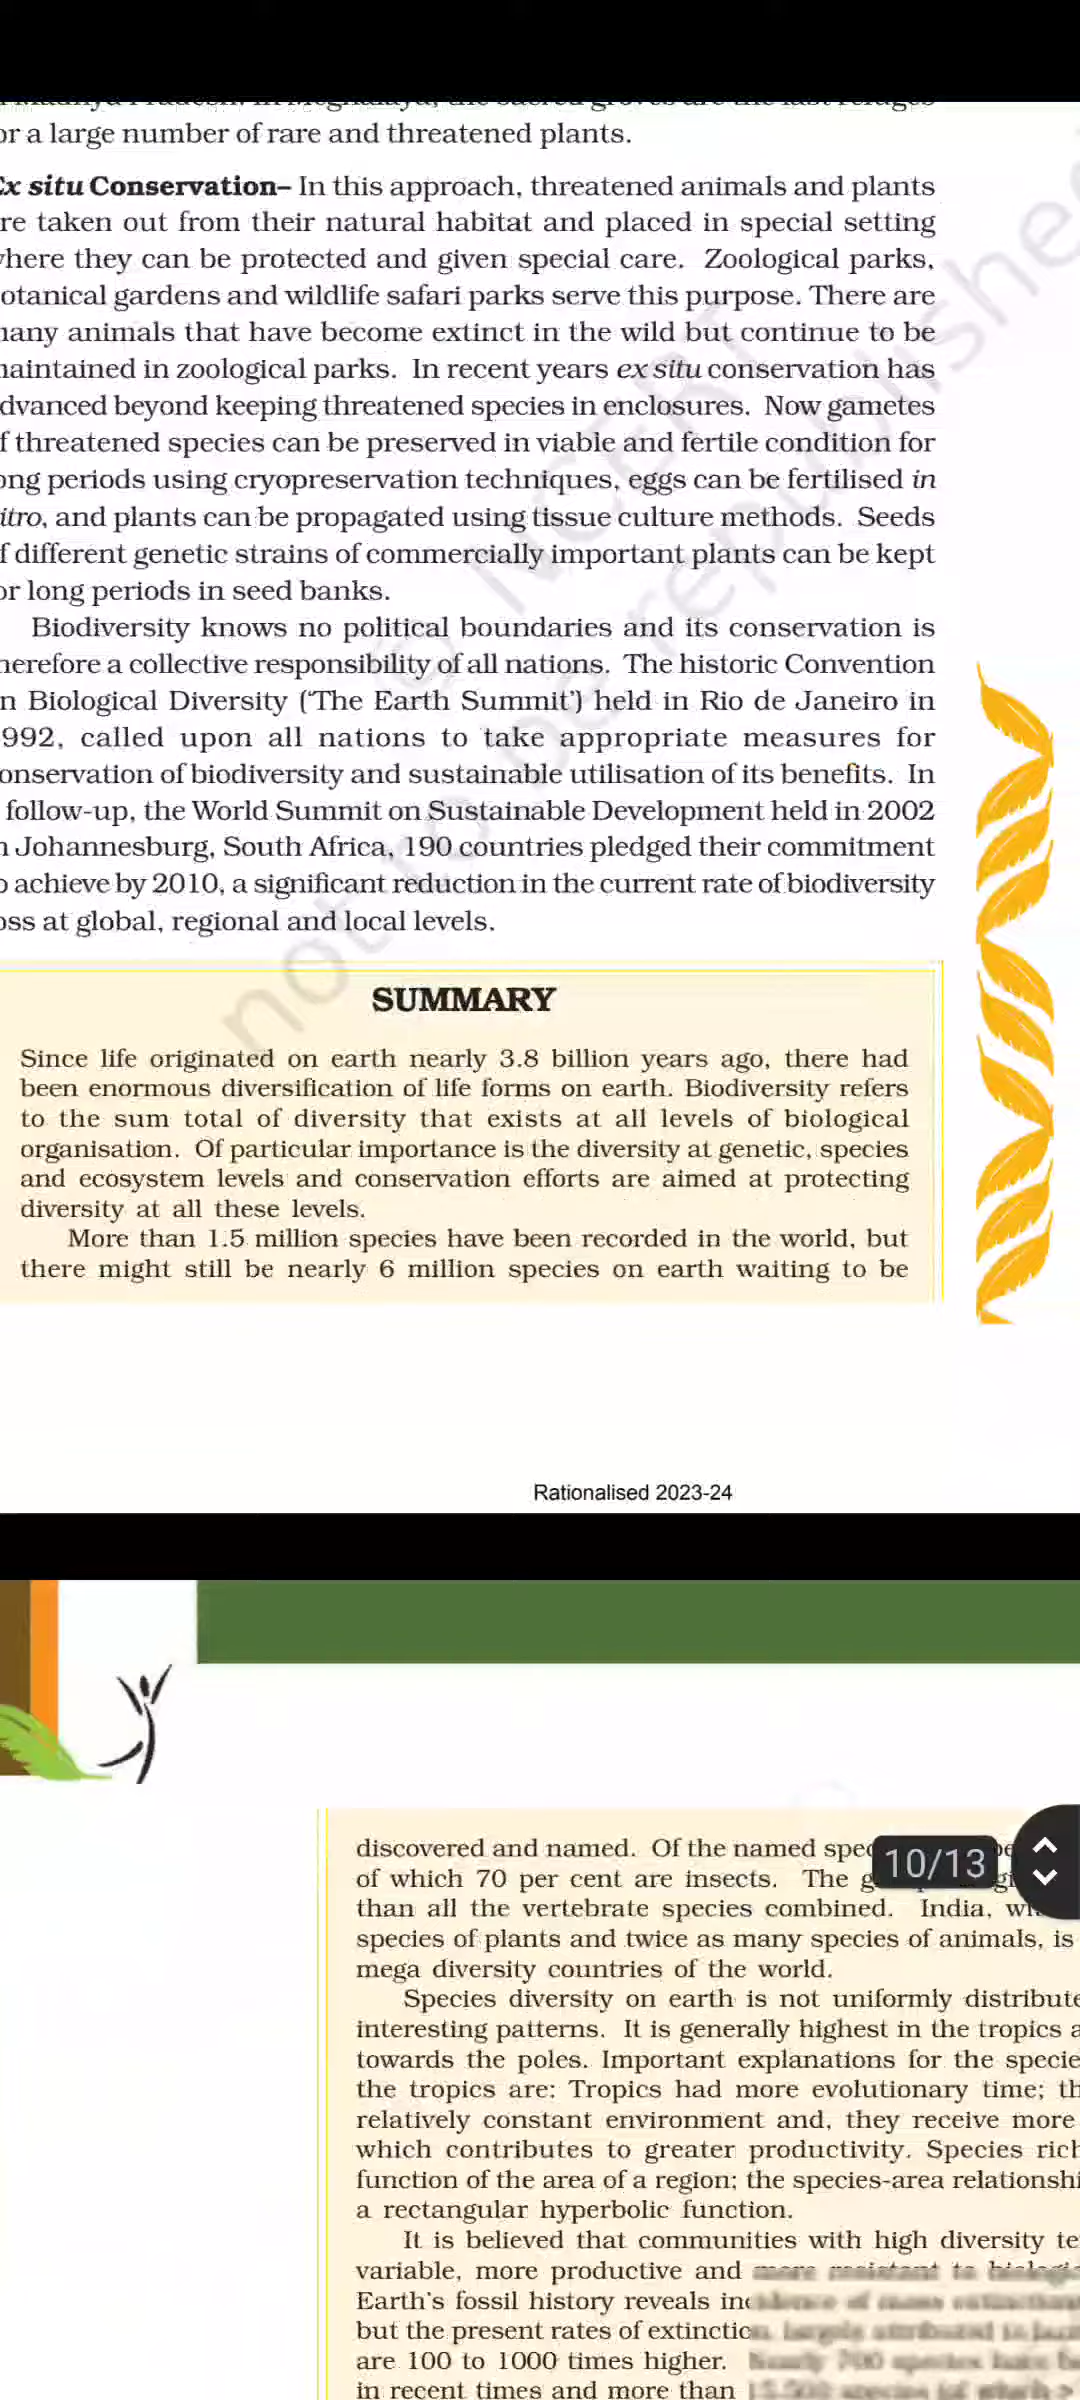 or a large number of rare and threatened plants.
Ex situ Conservation– In this approach, threatened animals and plants
re taken out from their natural habitat and placed in special setting
where they can be protected and given special care. Zoological parks,
otanical gardens and wildlife safari parks serve this purpose. There are
many animals that have become extinct in the wild but continue to be
maintained in zoological parks. In recent years ex situ conservation has
dvanced beyond keeping threatened species in enclosures. Now gametes
f threatened species can be preserved in viable and fertile condition for
ong periods using cryopreservation techniques, eggs can be fertilised in
itro, and plants can be propagated using tissue culture methods. Seeds
f different genetic strains of commercially important plants can be kept
or long periods in seed banks.
Biodiversity knows no political boundaries and its conservation is
herefore a collective responsibility of all nations. The historic Convention
n Biological Diversity ('The Earth Summit') held in Rio de Janeiro in
992, called upon all nations to take appropriate measures for
onservation of biodiversity and sustainable utilisation of its benefits. In
follow-up, the World Summit on Sustainable Development held in 2002
n Johannesburg, South Africa, 190 countries pledged their commitment
o achieve by 2010, a significant reduction in the current rate of biodiversity
oss at global, regional and local levels.
SUMMARY
Since life originated on earth nearly 3.8 billion years ago, there had
been enormous diversification of life forms on earth. Biodiversity refers
to the sum total of diversity that exists at all levels of biological
organisation. Of particular importance is the diversity at genetic, species
and ecosystem levels and conservation efforts are aimed at protecting
diversity at all these levels.
More than 1.5 million species have been recorded in the world, but
there might still be nearly 6 million species on earth waiting to be
© NCERT
not to be republished
Rationalised 2023-24
discovered and named. Of the named spec
10/13
of which 70 per cent are insects. The g
than all the vertebrate species combined. India, w
species of plants and twice as many species of animals, is
mega diversity countries of the world.
Species diversity on earth is not uniformly distribute
interesting patterns. It is generally highest in the tropics a
towards the poles. Important explanations for the specie
the tropics are: Tropics had more evolutionary time; th
relatively constant environment and, they receive more
which contributes to greater productivity. Species rich
function of the area of a region; the species-area relationshi
a rectangular hyperbolic function.
It is believed that communities with high diversity te
variable, more productive and
Earth's fossil history reveals inc
but the present rates of extinctio
are 100 to 1000 times higher.
in recent times and more than